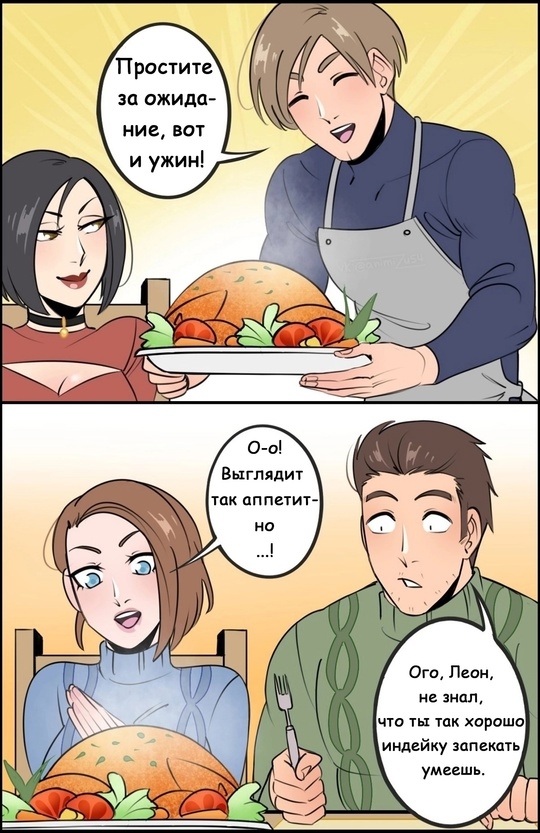 Простите
за ожида-
ние, вот
и ужин!
О-о!
Выглядит
так аппетит-
но
...!
Ого, Леон,
не знал,
что ты так хорошо
индейку запекать
умеешь.